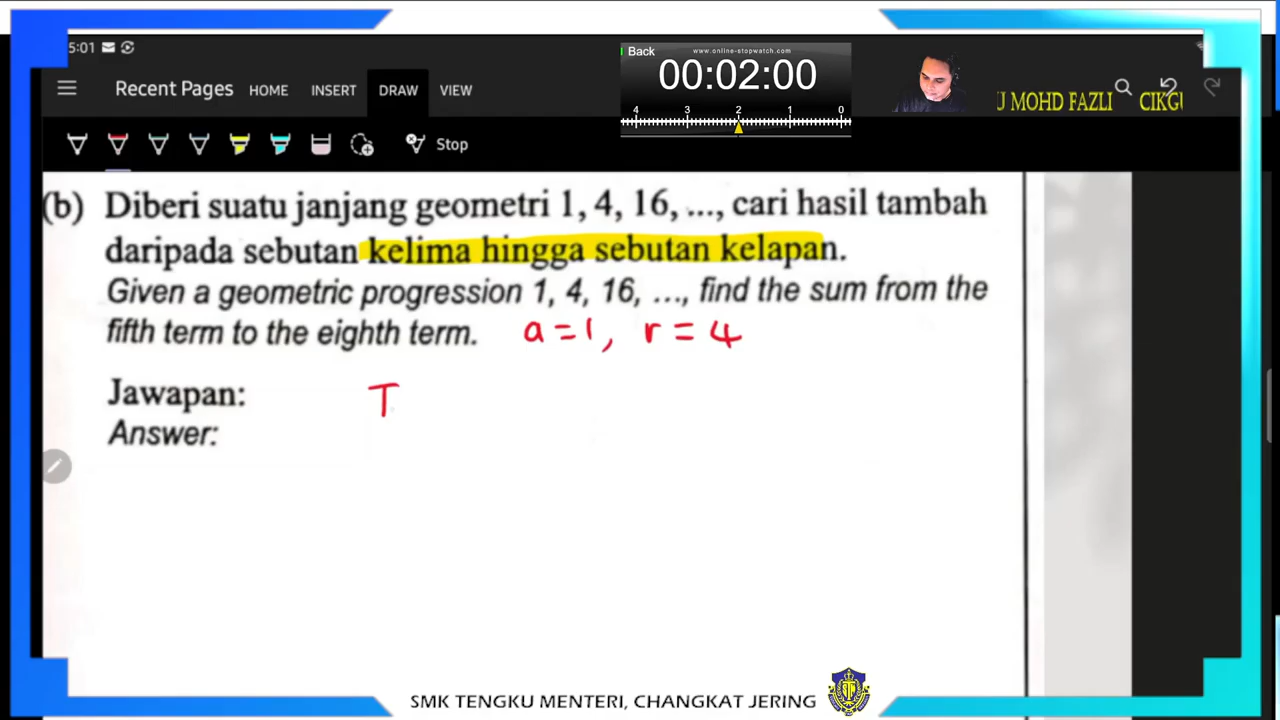 5:01
Back
www.online-stopwatch.com
00:02:00
4 3 2 1 0
Recent Pages HOME INSERT DRAW VIEW
U MOHD FAZLI CIKGU
Stop
(b) Diberi suatu janjang geometri 1, 4, 16, ..., cari hasil tambah
daripada sebutan kelima hingga sebutan kelapan.
Given a geometric progression 1, 4, 16, ..., find the sum from the
fifth term to the eighth term. a = 1, r = 4
Jawapan: T
Answer:
SMK TENGKU MENTERI, CHANGKAT JERING